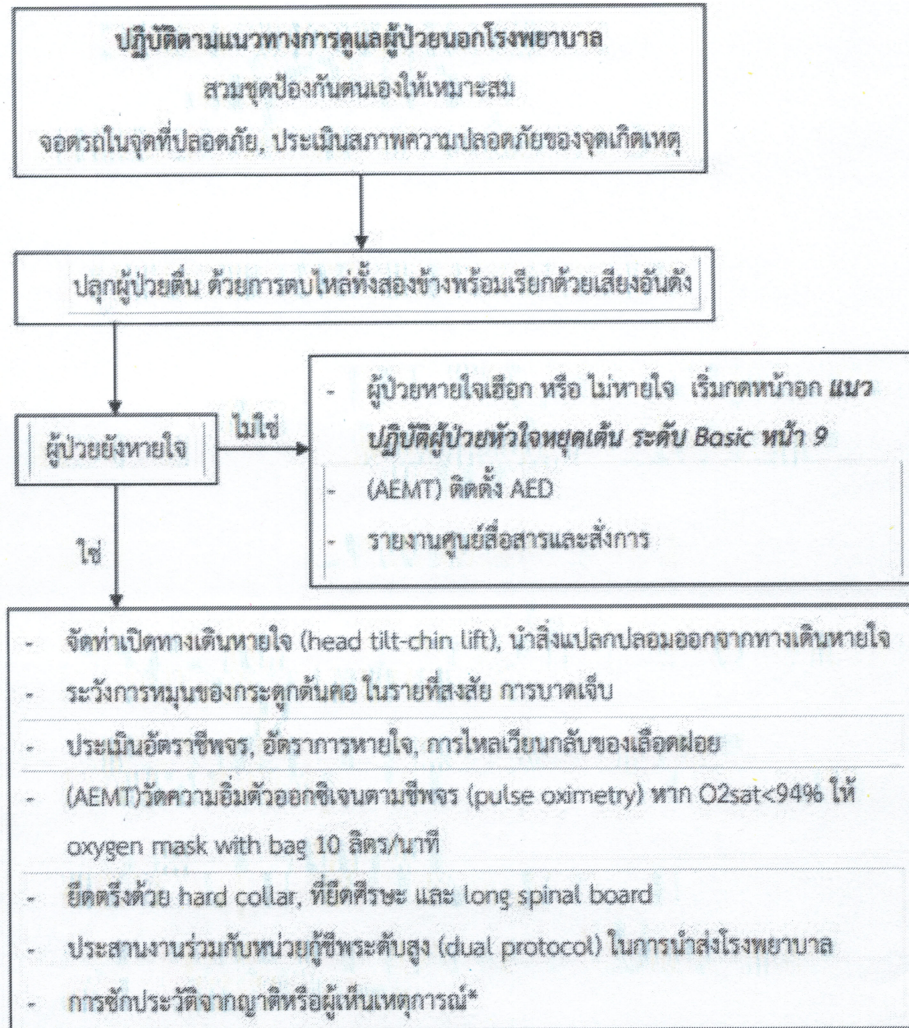 ปฏิบัติตามแนวทางการดูแลผู้ป่วยนอกโรงพยาบาล
สวมชุดป้องกันตนเองให้เหมาะสม
จอดรถในจุดที่ปลอดภัย, ประเมินสภาพความปลอดภัยของจุดเกิดเหตุ
ปลุกผู้ป่วยตื่น ด้วยการตบไหล่ทั้งสองข้างพร้อมเรียกด้วยเสียงอันดัง
ผู้ป่วยยังหายใจ
ไม่ใช่
- ผู้ป่วยหายใจเฮือก หรือ ไม่หายใจ เริ่มกดหน้าอก แนว
ปฏิบัติผู้ป่วยหัวใจหยุดเต้น ระดับ Basic หน้า 9
- (AEMT) ติดตั้ง AED
- รายงานศูนย์สื่อสารและสั่งการ
ใช่
- จัดท่าเปิดทางเดินหายใจ (head tilt-chin lift), นำสิ่งแปลกปลอมออกจากทางเดินหายใจ
- ระวังการหมุนของกระดูกต้นคอ ในรายที่สงสัย การบาดเจ็บ
- ประเมินอัตราชีพจร, อัตราการหายใจ, การไหลเวียนกลับของเลือดฝอย
- (AEMT)วัดความอิ่มตัวออกซิเจนตามชีพจร (pulse oximetry) หาก O2sat<94% ให้
oxygen mask with bag 10 ลิตร/นาที
- ยึดตรึงด้วย hard collar, ที่ยึดศีรษะ และ long spinal board
- ประสานงานร่วมกับหน่วยกู้ชีพระดับสูง (dual protocol) ในการนำส่งโรงพยาบาล
- การซักประวัติจากญาติหรือผู้เห็นเหตุการณ์*